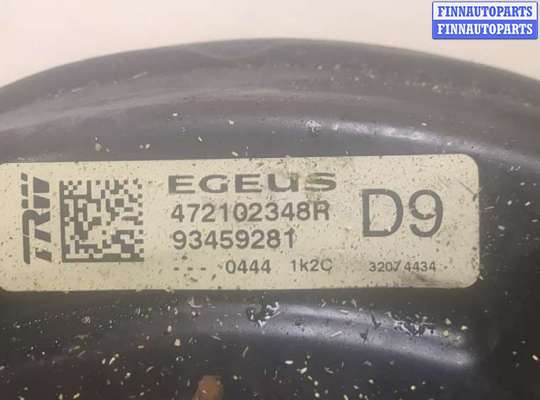 FINNAUTOPARTS
FINNAUTOPARTS
TRW
EGEUS
472102348R
D9
93459281
--- 0444 1k2C 32074434